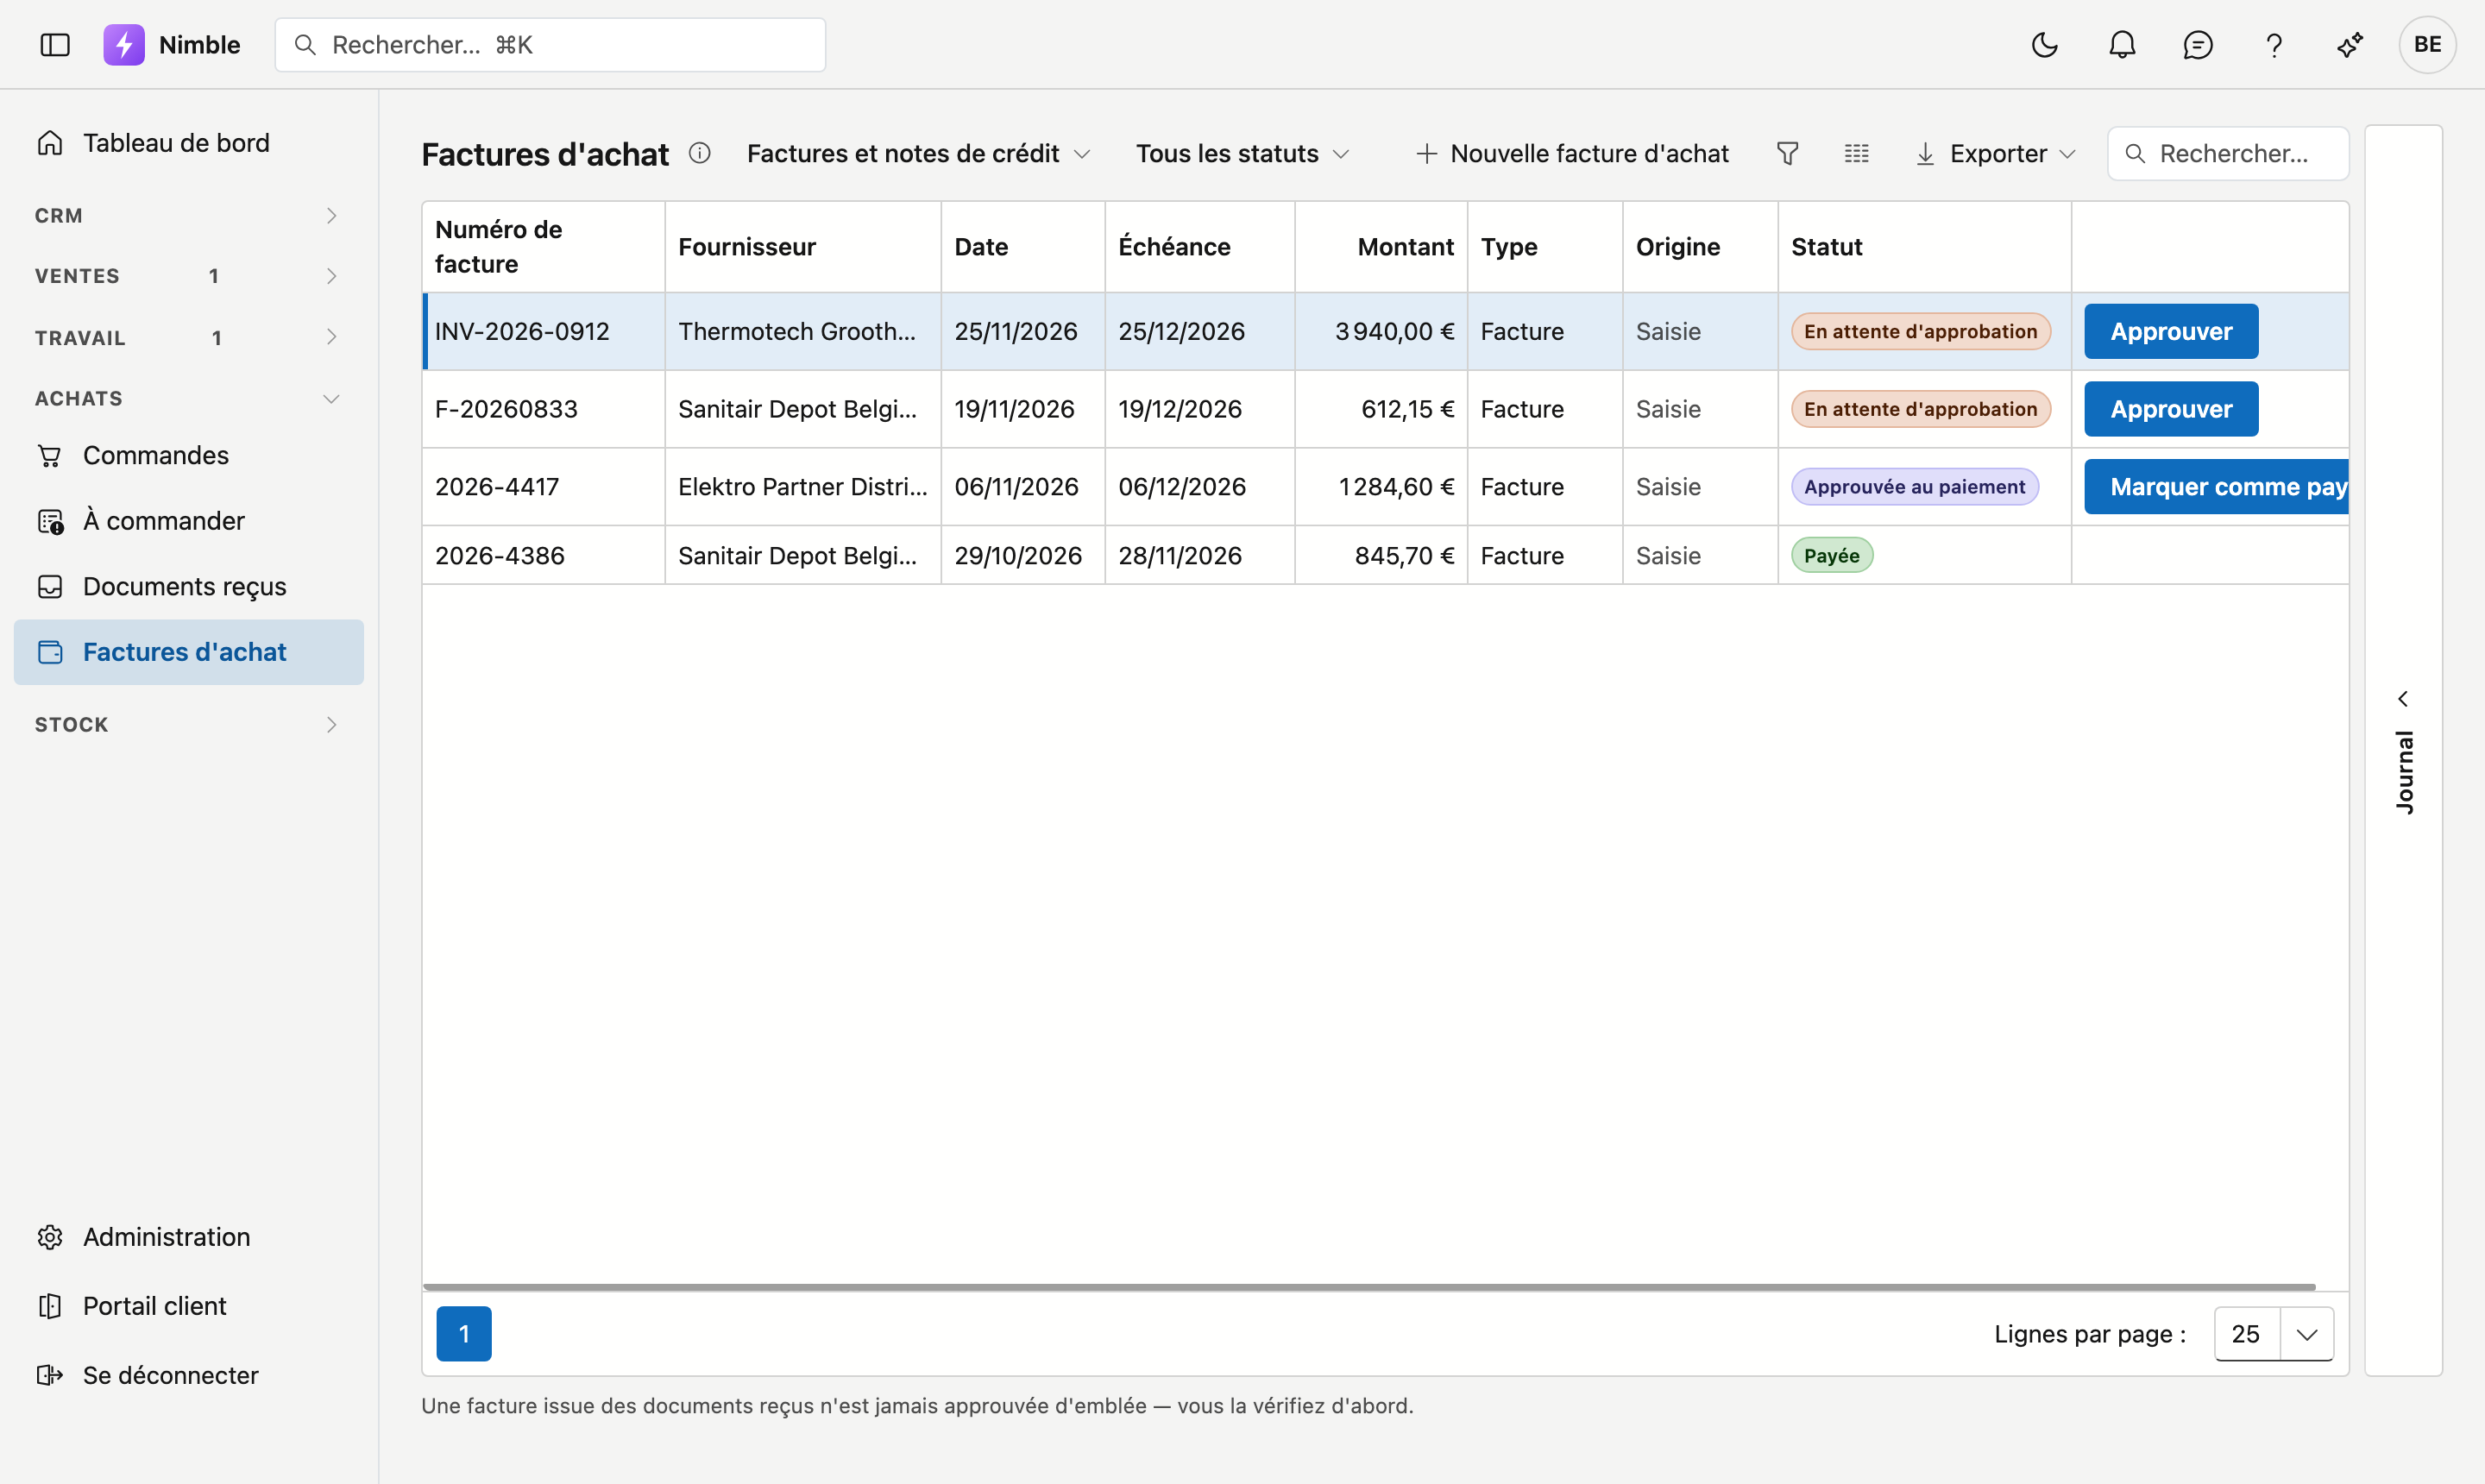 Nimble
Rechercher... ⌘K
BE
Tableau de bord
CRM
VENTES 1
TRAVAIL 1
ACHATS
Commandes
À commander
Documents reçus
Factures d'achat
STOCK
Administration
Portail client
Se déconnecter
Factures d'achat
Factures et notes de crédit
Tous les statuts
Nouvelle facture d'achat
Exporter
Rechercher...
Numéro de facture Fournisseur Date Échéance Montant Type Origine Statut
INV-2026-0912 Thermotech Grooth... 25/11/2026 25/12/2026 3 940,00 € Facture Saisie En attente d'approbation Approuver
F-20260833 Sanitair Depot Belgi... 19/11/2026 19/12/2026 612,15 € Facture Saisie En attente d'approbation Approuver
2026-4417 Elektro Partner Distri... 06/11/2026 06/12/2026 1 284,60 € Facture Saisie Approuvée au paiement Marquer comme pay
2026-4386 Sanitair Depot Belgi... 29/10/2026 28/11/2026 845,70 € Facture Saisie Payée
1
Lignes par page : 25
Une facture issue des documents reçus n'est jamais approuvée d'emblée — vous la vérifiez d'abord.
Journal